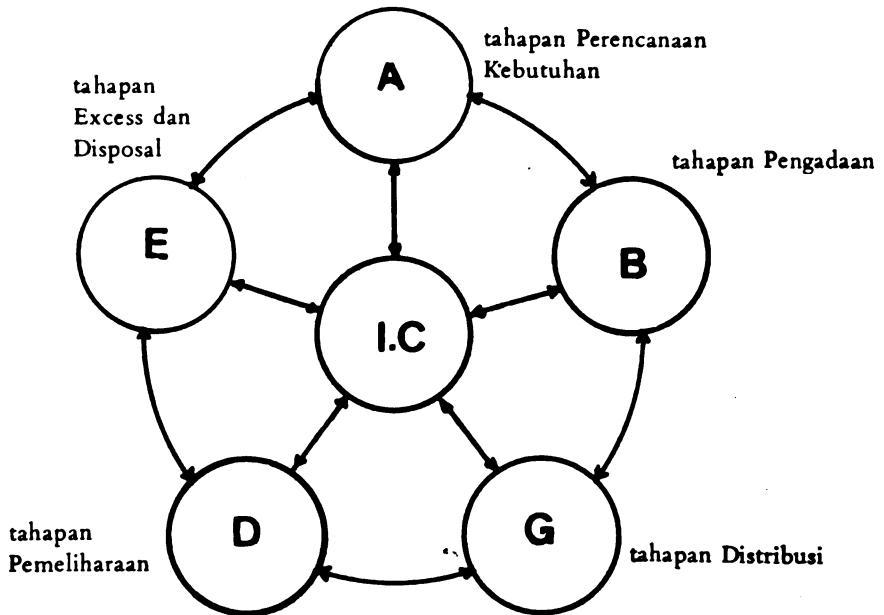 A
tahapan Perencanaan
Kebutuhan
tahapan
Excess dan
Disposal
tahapan Pengadaan
E
B
I.C
D
G
tahapan
Pemeliharaan
tahapan Distribusi